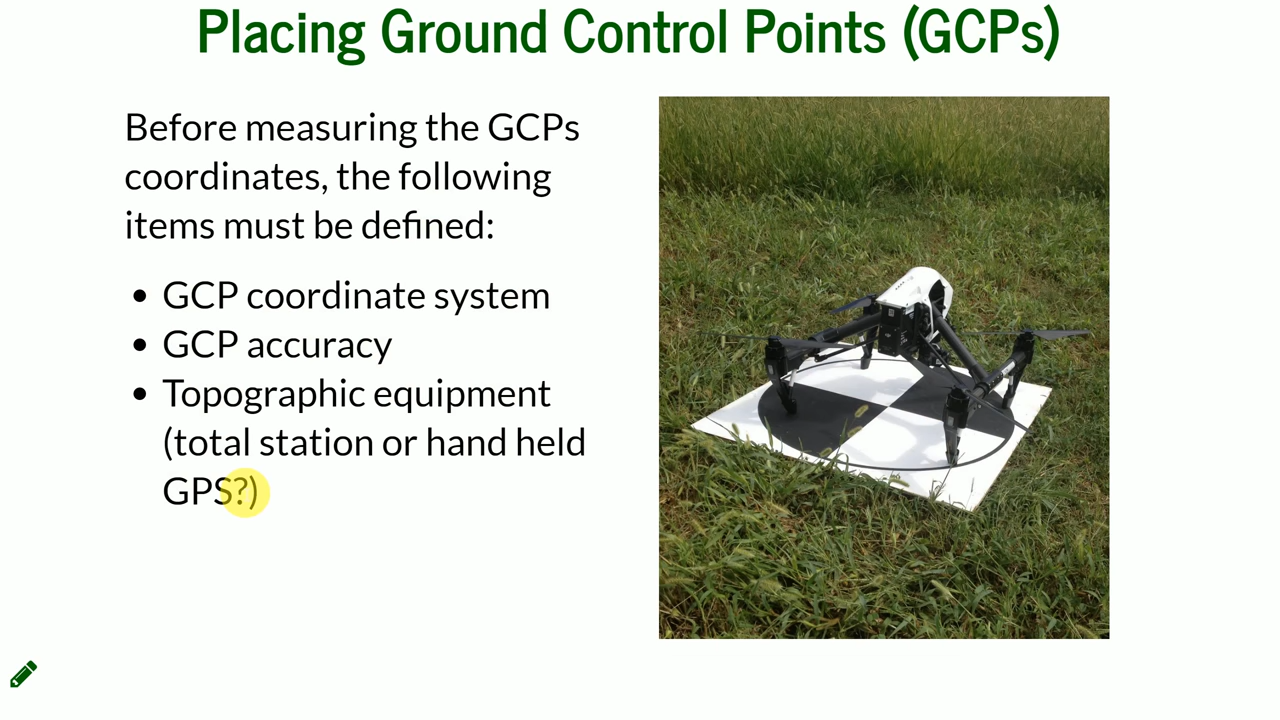 Placing Ground Control Points (GCPs)
Before measuring the GCPs
coordinates, the following
items must be defined:
• GCP coordinate system
• GCP accuracy
• Topographic equipment
(total station or hand held
GPS?)